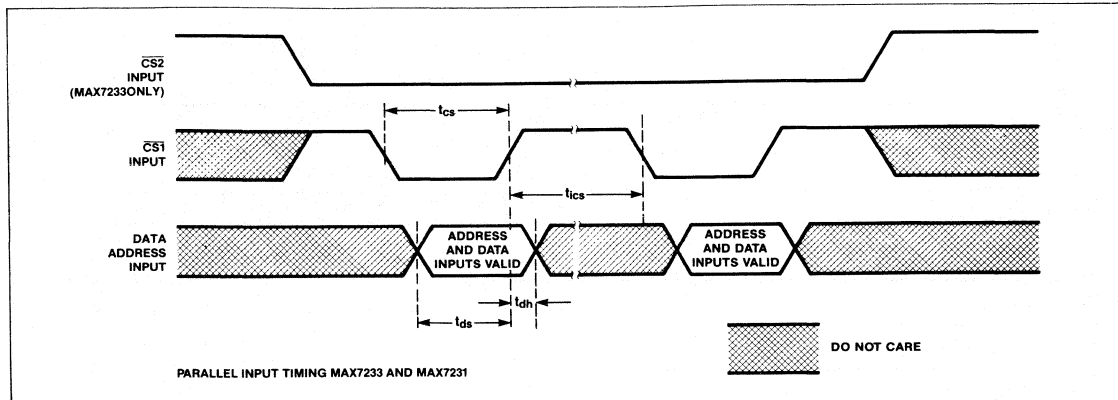 CS2
INPUT
(MAX7233ONLY)
tcs
CS1
INPUT
tics
DATA
ADDRESS
INPUT
ADDRESS
AND DATA
INPUTS VALID
ADDRESS
AND DATA
INPUTS VALID
tdh
tds
DO NOT CARE
PARALLEL INPUT TIMING MAX7233 AND MAX7231